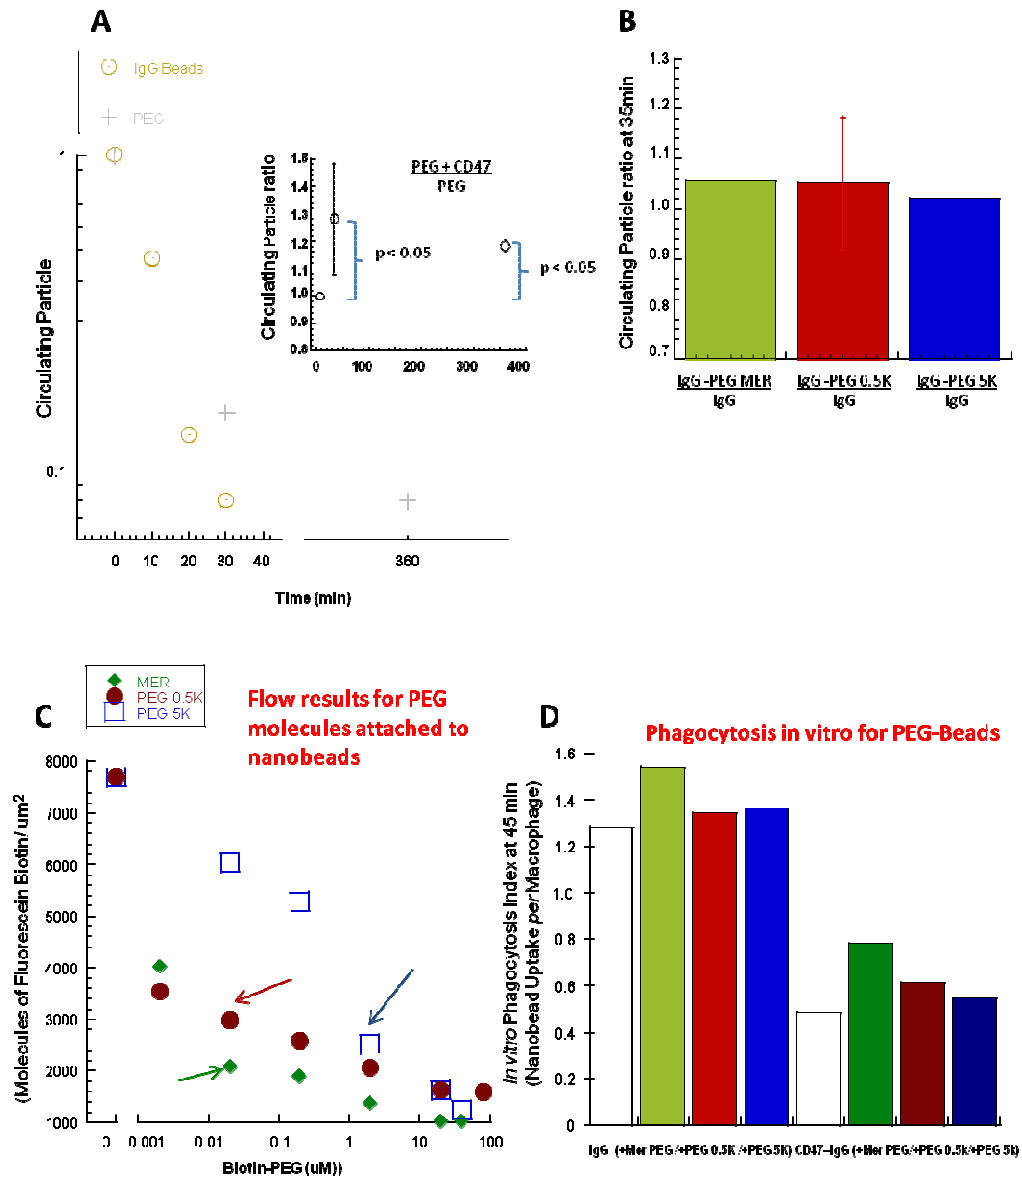 A
IgG Beads
PEG
Circulating Particle
0.1
0
10
20
30
40
360
Time (min)
Circulating Particle ratio
1.5
1.4
1.3
1.2
1.1
1.0
0.9
0.8
0
100
200
300
400
PEG + CD47
PEG
p < 0.05
p < 0.05
B
Circulating Particle ratio at 35min
1.3
1.2
1.1
1.0
0.9
0.8
0.7
IgG -PEG MER
IgG
IgG -PEG 0.5K
IgG
IgG -PEG 5K
IgG
C
MER
PEG 0.5K
PEG 5K
Flow results for PEG
molecules attached to
nanobeads
(Molecules of Fluorescein Biotin/ um2
8000
7000
6000
5000
4000
3000
2000
1000
0
0.001
0.01
0.1
1
10
100
Biotin-PEG (uM))
D
Phagocytosis in vitro for PEG-Beads
In vitro Phagocytosis Index at 45 min
(Nanobead Uptake per Macrophage)
1.6
1.4
1.2
1.0
0.8
0.6
0.4
0.2
0
IgG (+Mer PEG/+PEG 0.5K /+PEG 5K) CD47–IgG (+Mer PEG/+PEG 0.5k/+PEG 5k)